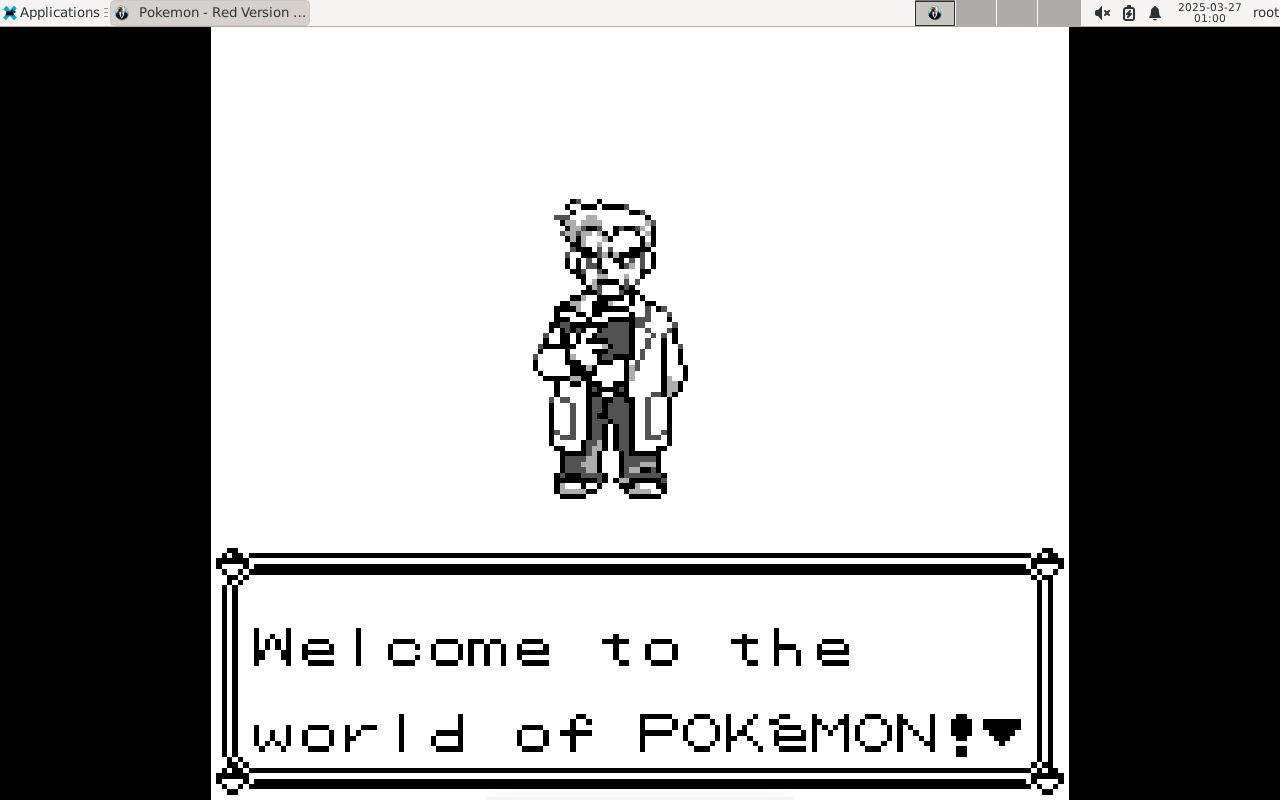 Applications
Pokemon - Red Version ...
2025-03-27
01:00
root
Welcome to the
world of POKéMON!